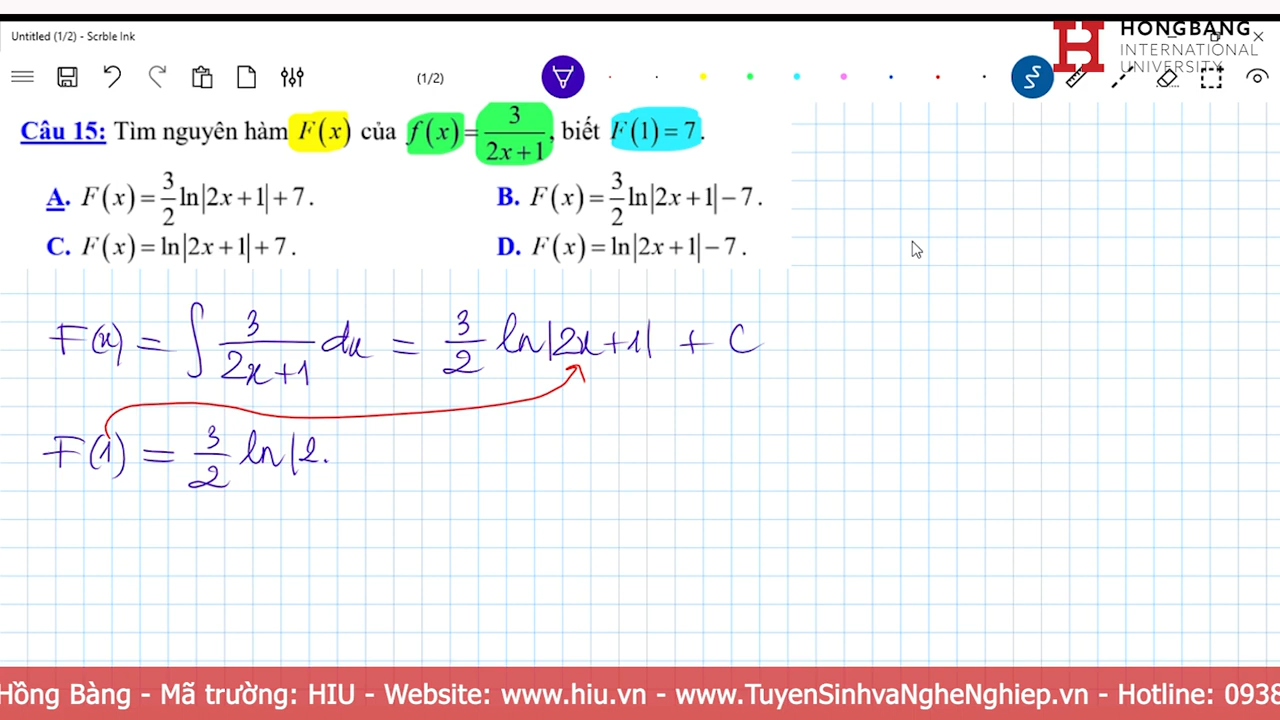 Untitled (1/2) - Scrble Ink
HONGBANG
INTERNATIONAL
UNIVERSITY
(1/2)
Câu 15: Tìm nguyên hàm F(x) của f(x)=3/(2x+1), biết F(1)=7.
A. F(x)=3/2 ln|2x+1|+7.
B. F(x)=3/2 ln|2x+1|−7.
C. F(x)=ln|2x+1|+7.
D. F(x)=ln|2x+1|−7.
F(x) = ∫ 3/(2x+1) dx = 3/2 ln|2x+1| + C
F(1) = 3/2 ln|2.
Hồng Bàng - Mã trường: HIU - Website: www.hiu.vn - www.TuyenSinhvaNgheNghiep.vn - Hotline: 0938